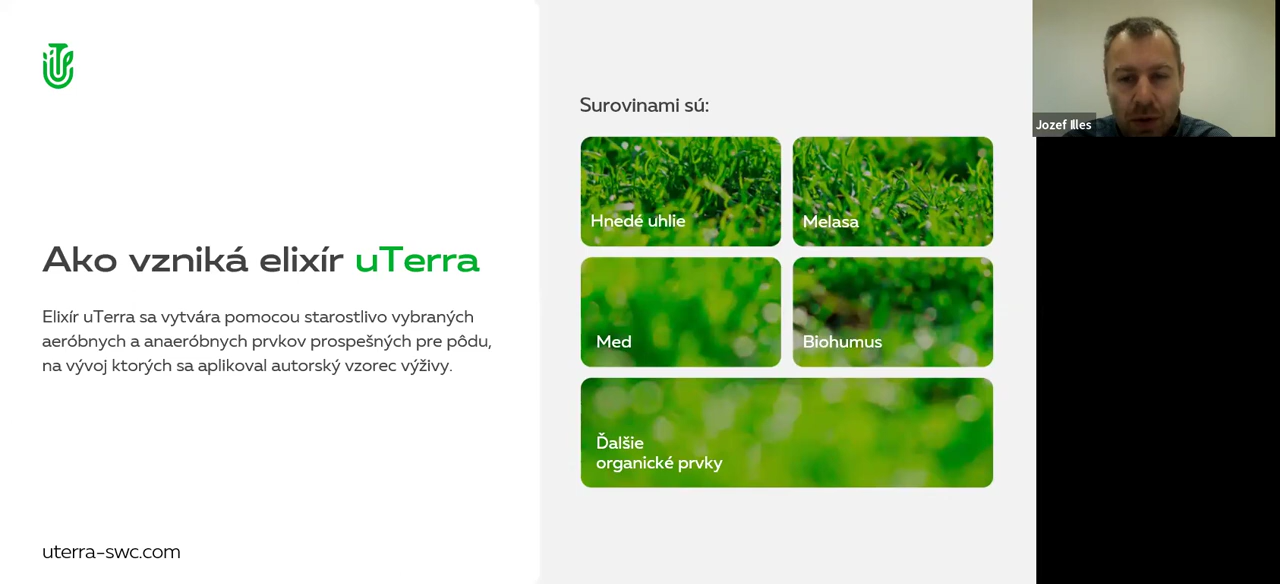 Ako vzniká elixír uTerra
Elixír uTerra sa vytvára pomocou starostlivo vybraných
aeróbnych a anaeróbnych prvkov prospešných pre pôdu,
na vývoj ktorých sa aplikoval autorský vzorec výživy.
uterra-swc.com
Surovinami sú:
Hnedé uhlie
Melasa
Med
Biohumus
Ďalšie
organické prvky
Jozef Illes